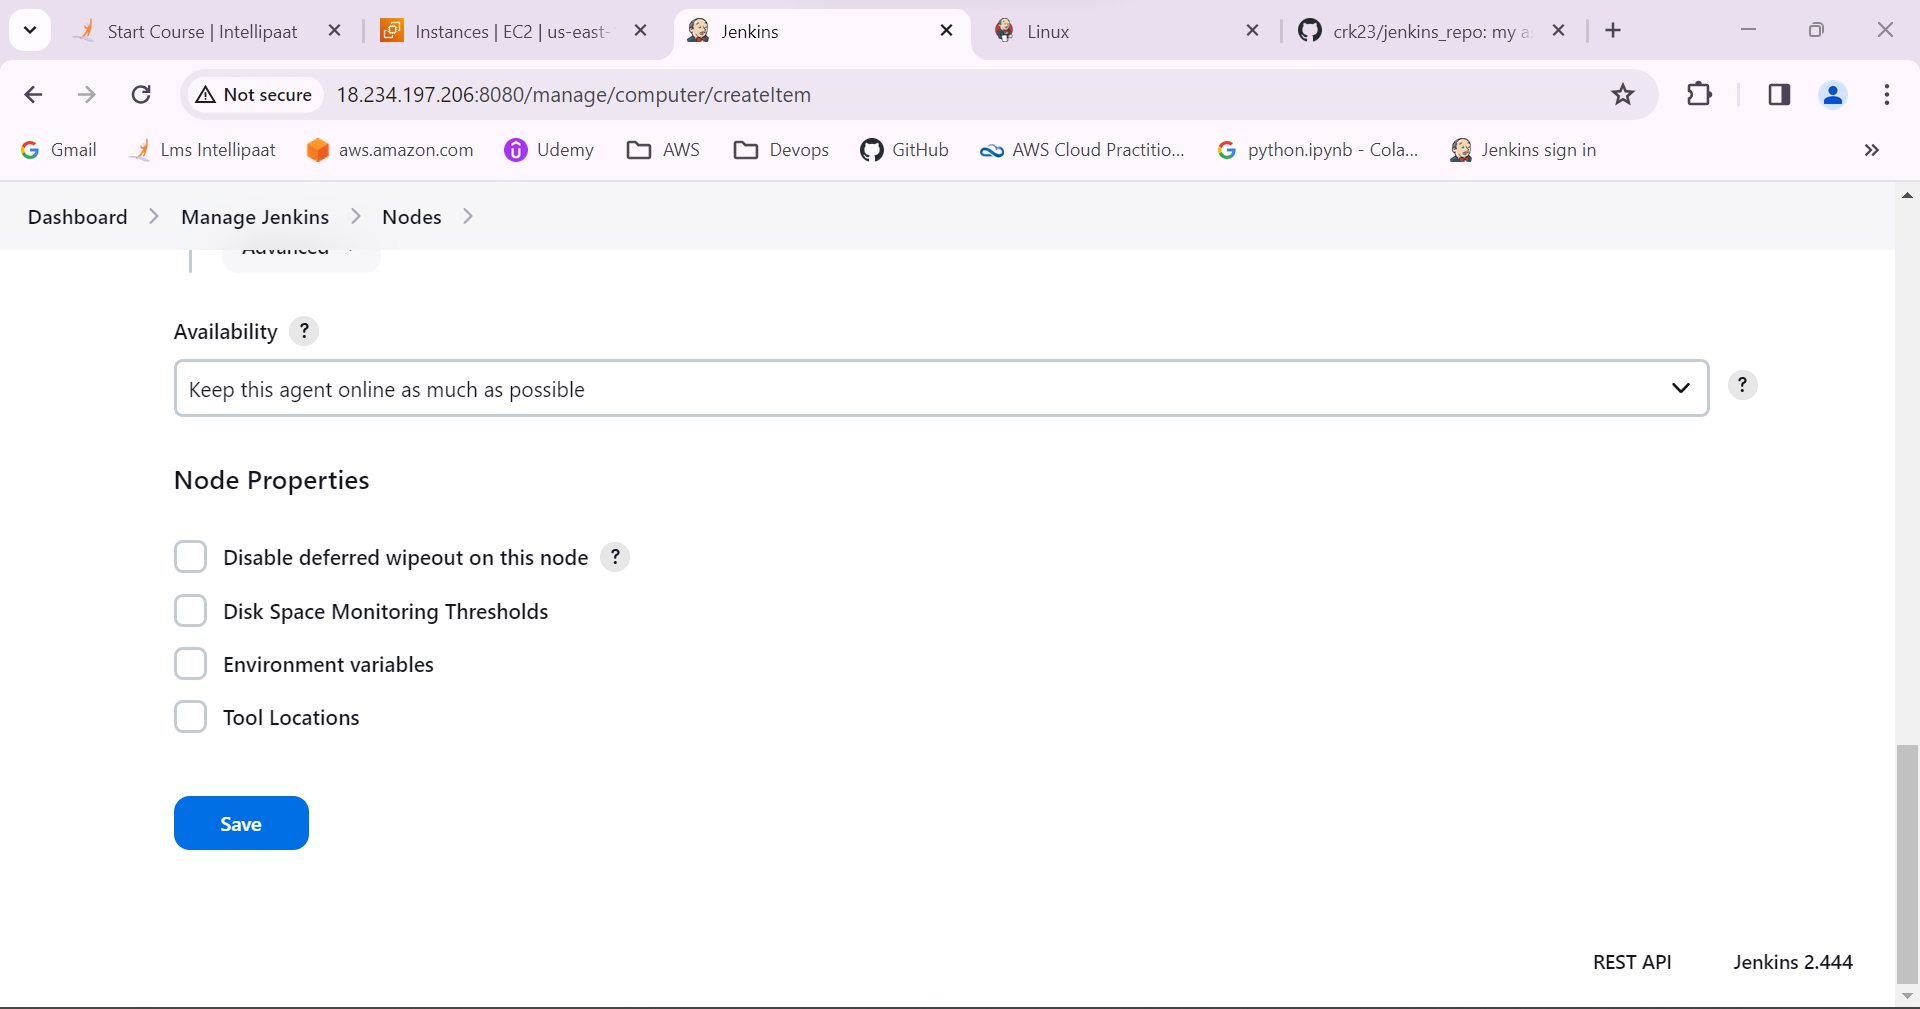 Start Course | Intellipaat
Instances | EC2 | us-east-
Jenkins
Linux
crk23/jenkins_repo: my as
Not secure
18.234.197.206:8080/manage/computer/createItem
Gmail
Lms Intellipaat
aws.amazon.com
Udemy
AWS
Devops
GitHub
AWS Cloud Practitio...
python.ipynb - Cola...
Jenkins sign in
Dashboard
Manage Jenkins
Nodes
Advanced
Availability ?
Keep this agent online as much as possible
?
Node Properties
Disable deferred wipeout on this node ?
Disk Space Monitoring Thresholds
Environment variables
Tool Locations
Save
REST API
Jenkins 2.444